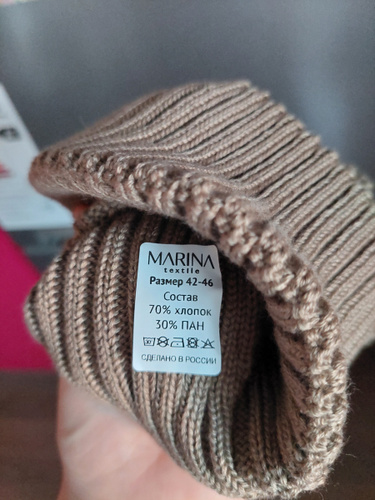 MARINA
textile
Размер 42-46
Состав
70% хлопок
30% ПАН
СДЕЛАНО В РОССИИ